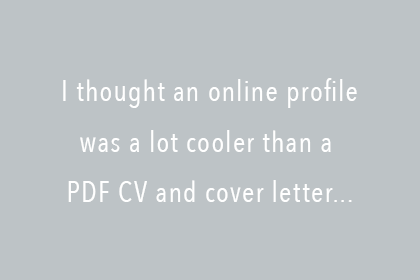 I thought an online profile
was a lot cooler than a
PDF CV and cover letter...